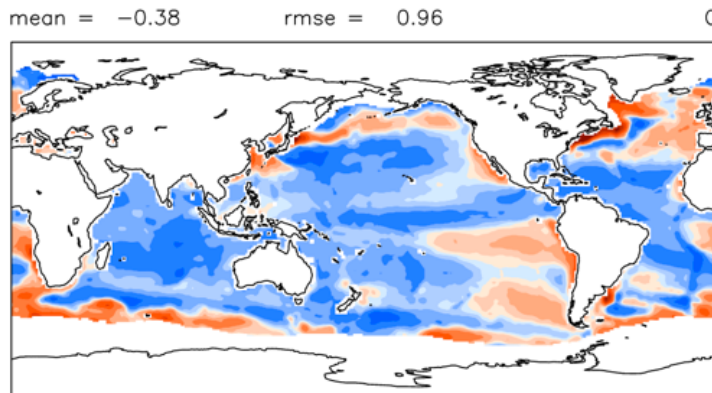 mean = -0.38 rmse = 0.96